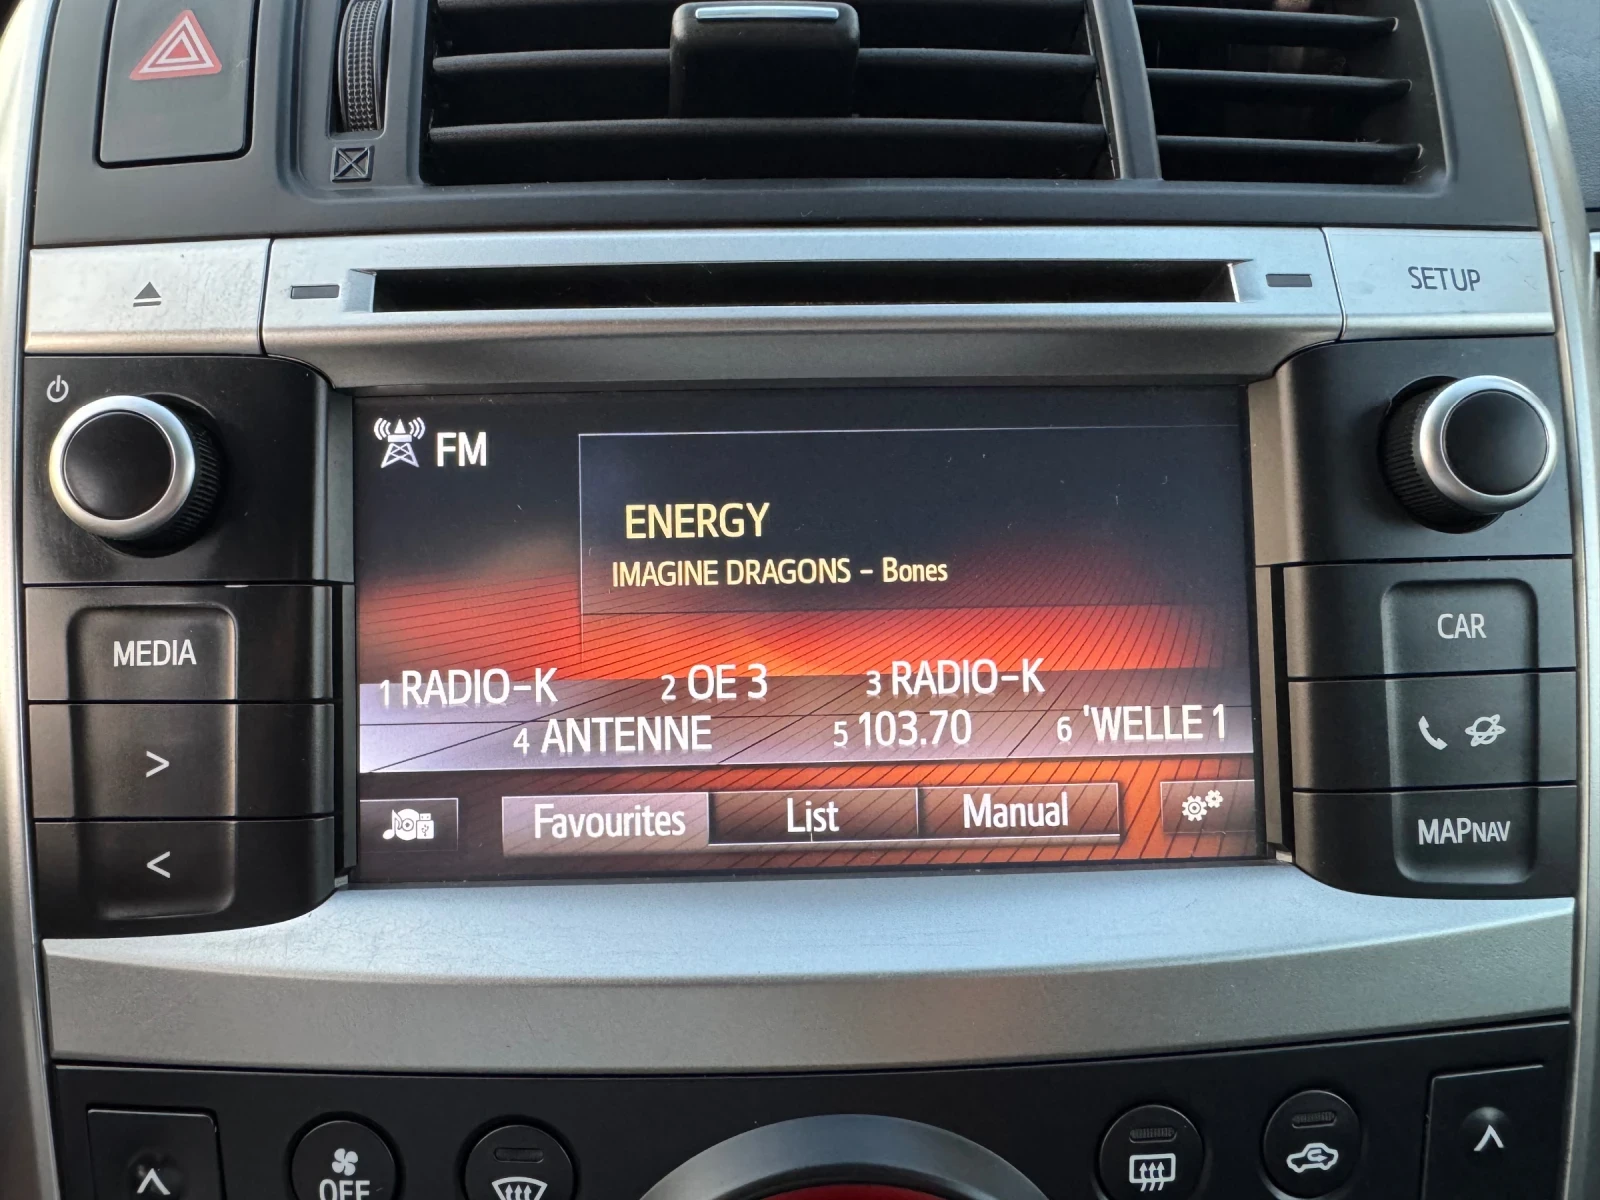 SETUP
FM
ENERGY
IMAGINE DRAGONS - Bones
MEDIA
CAR
1 RADIO-K 2 OE 3 3 RADIO-K
4 ANTENNE 5 103.70 6 'WELLE 1
>
<
Favourites List Manual
MAPNAV
OFF